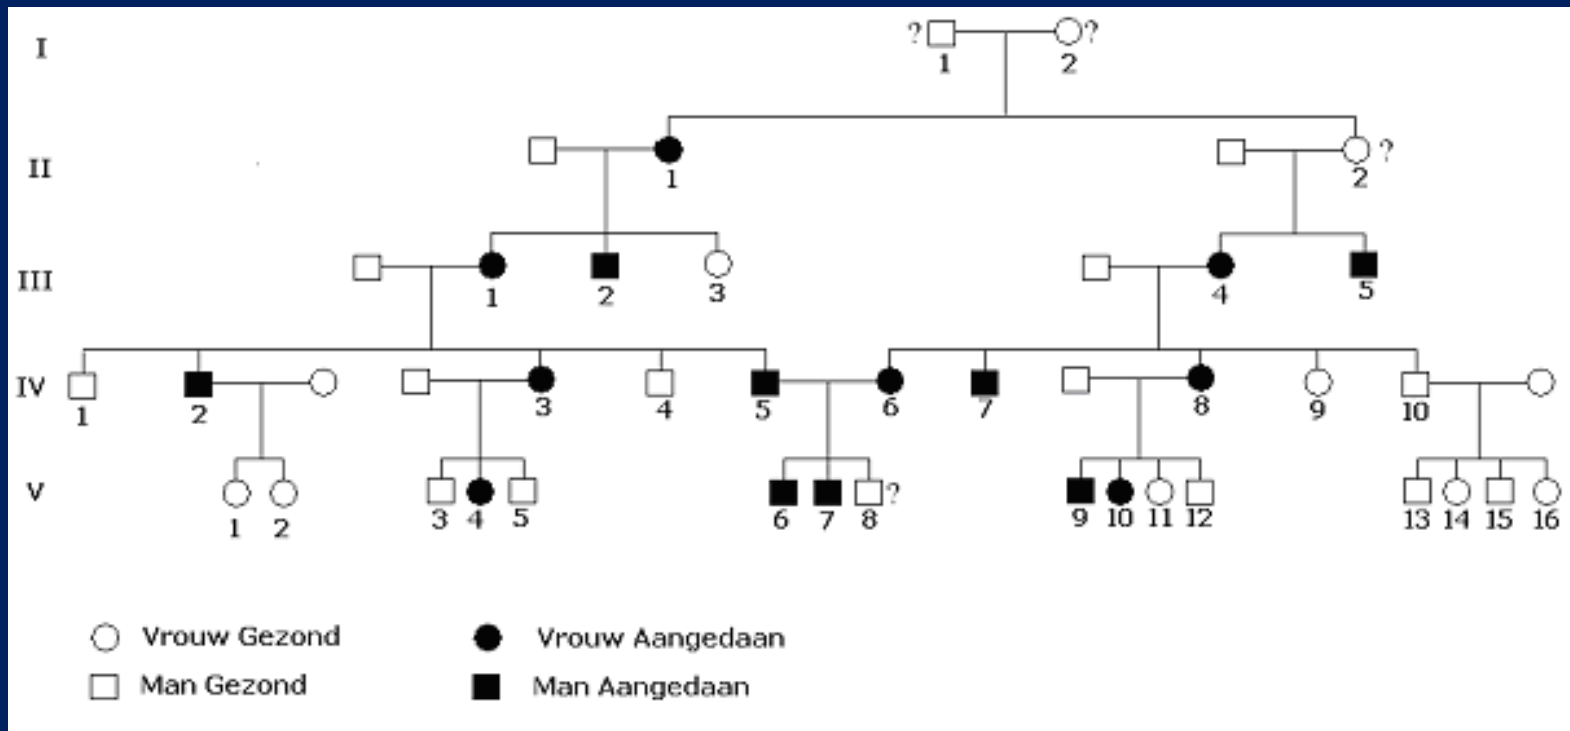 I ? ?
1 2
II ?
1 2
III
1 2 3 4 5
IV
1 2 3 4 5 6 7 8 9 10
V ?
1 2 3 4 5 6 7 8 9 10 11 12 13 14 15 16
Vrouw Gezond Vrouw Aangedaan
Man Gezond Man Aangedaan